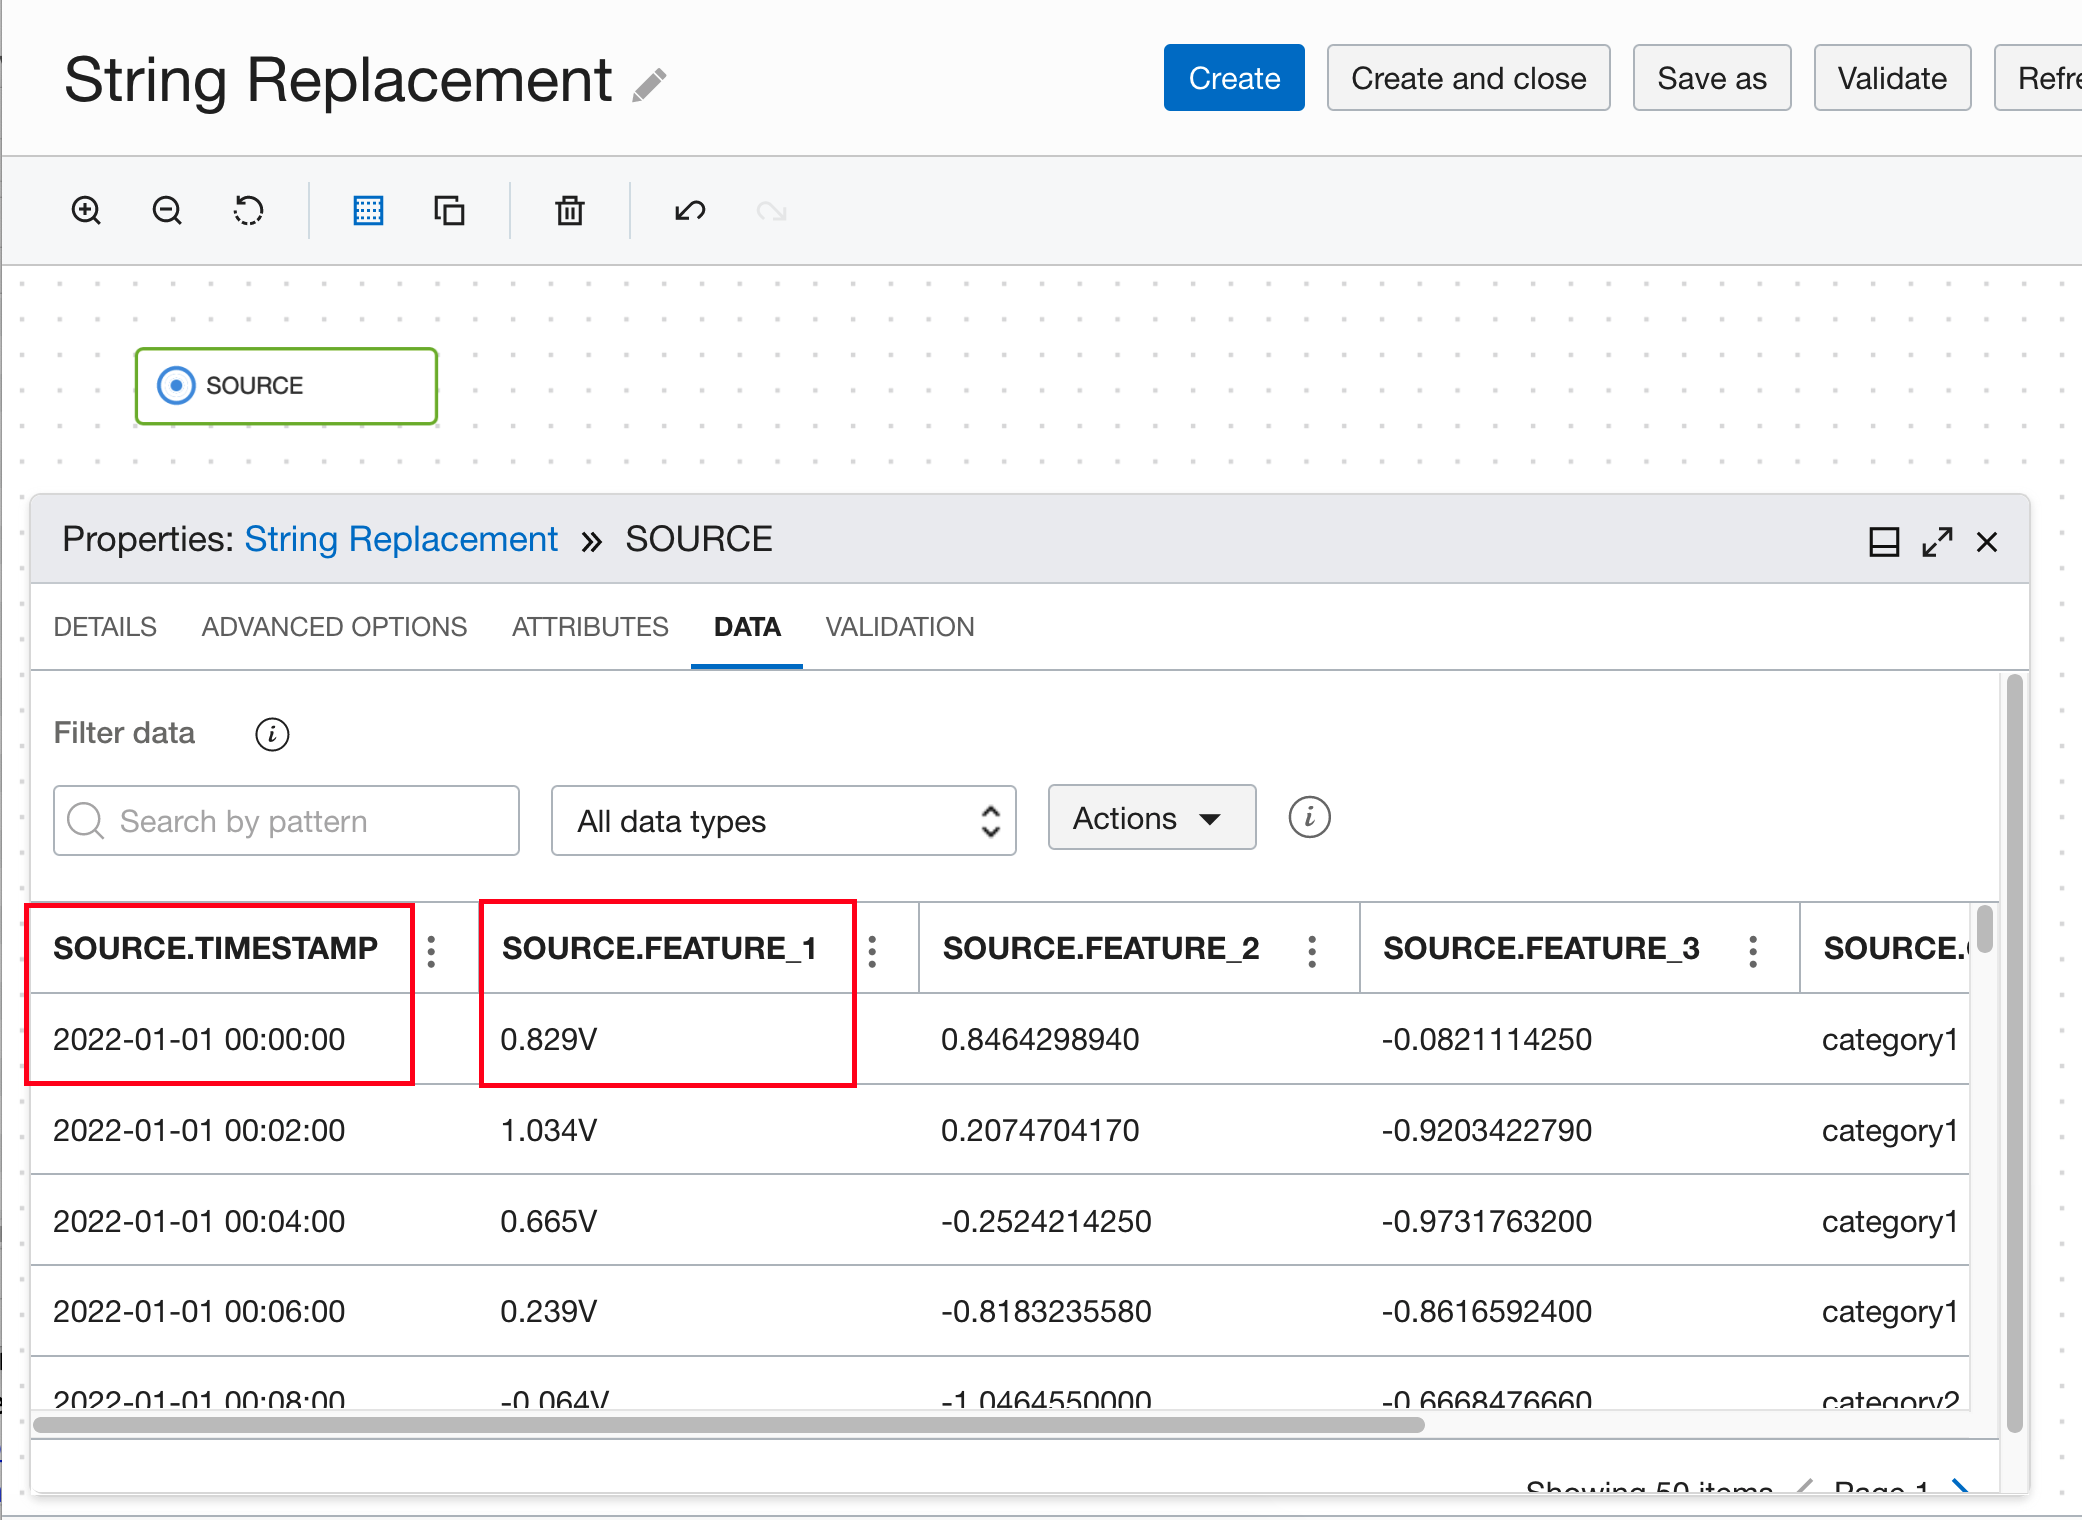 String Replacement
Create Create and close Save as Validate Refre
SOURCE
Properties: String Replacement » SOURCE
DETAILS ADVANCED OPTIONS ATTRIBUTES DATA VALIDATION
Filter data
Search by pattern All data types Actions
SOURCE.TIMESTAMP SOURCE.FEATURE_1 SOURCE.FEATURE_2 SOURCE.FEATURE_3 SOURCE.
2022-01-01 00:00:00 0.829V 0.8464298940 -0.0821114250 category1
2022-01-01 00:02:00 1.034V 0.2074704170 -0.9203422790 category1
2022-01-01 00:04:00 0.665V -0.2524214250 -0.9731763200 category1
2022-01-01 00:06:00 0.239V -0.8183235580 -0.8616592400 category1
2022-01-01 00:08:00 -0.064V -1.0464550000 -0.6668476660 category2
Showing 50 items Page 1